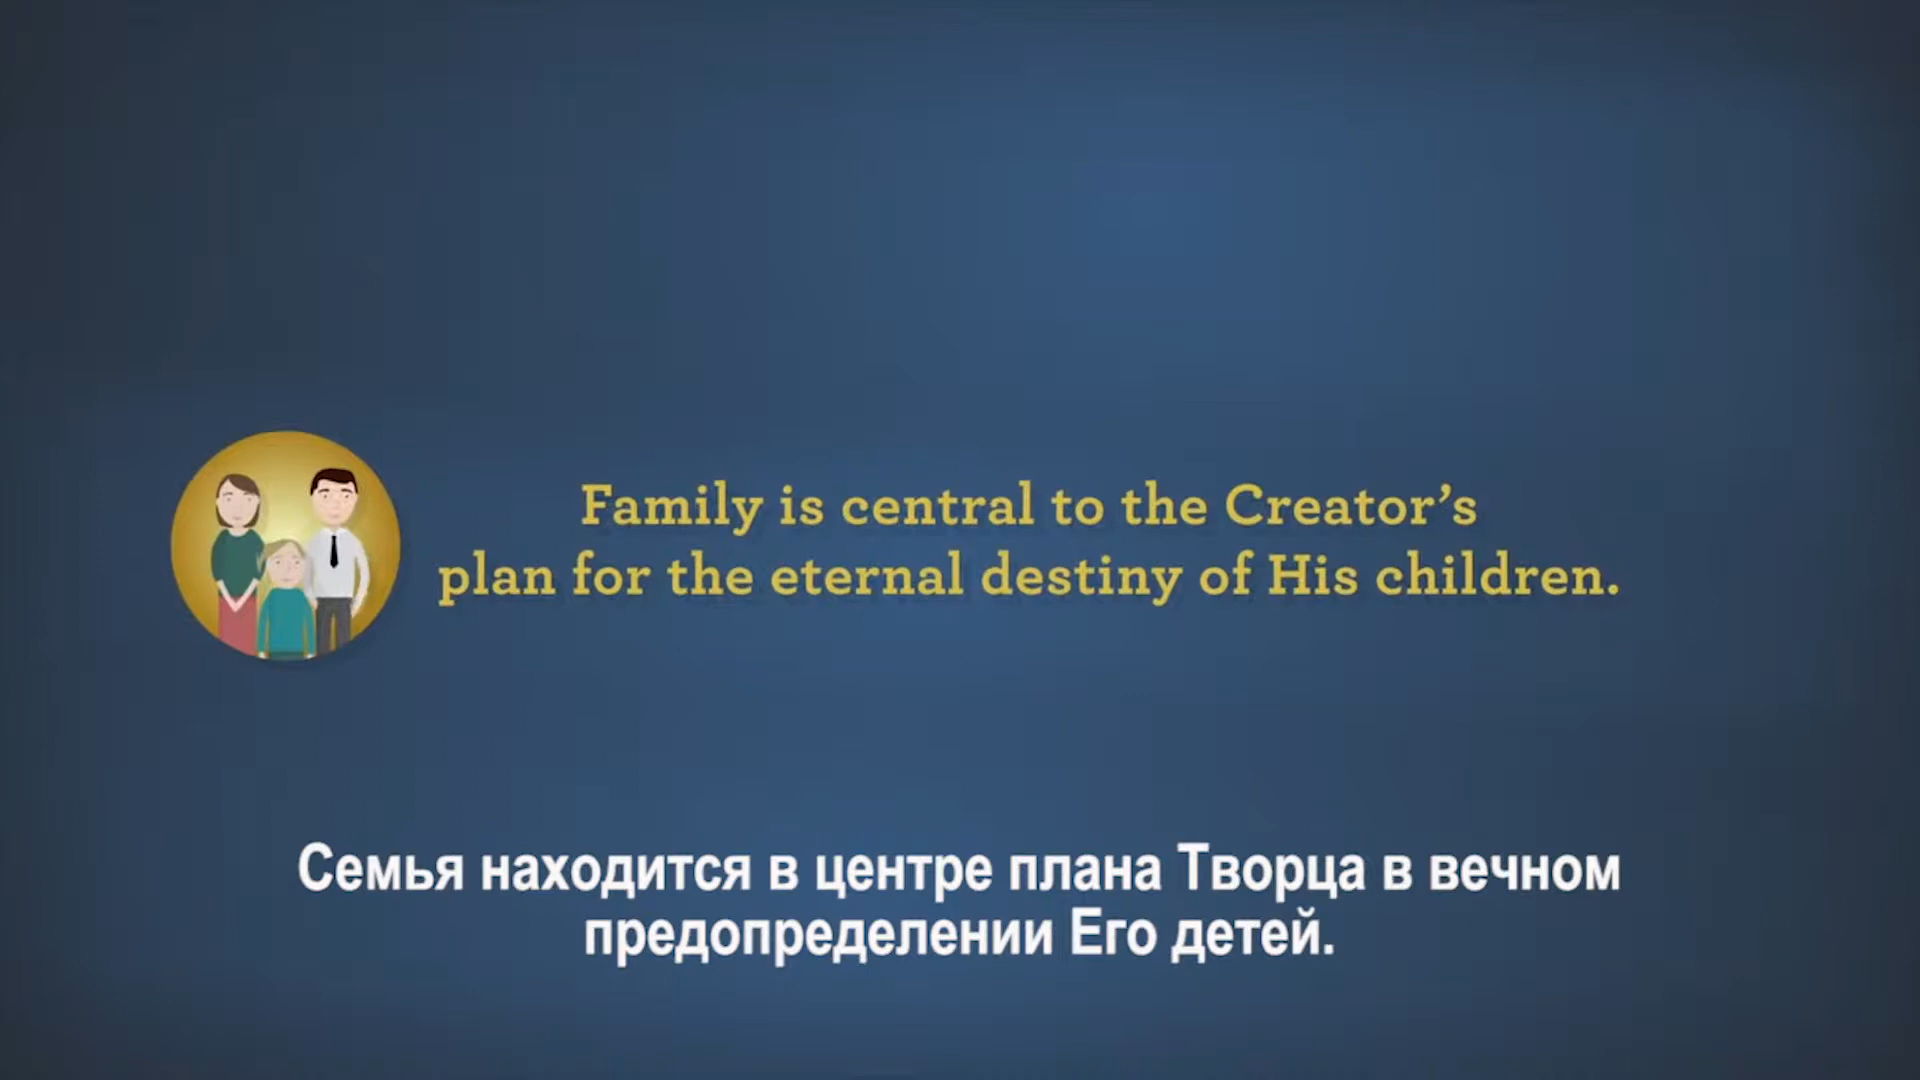 Family is central to the Creator’s
plan for the eternal destiny of His children.
Семья находится в центре плана Творца в вечном
предопределении Его детей.